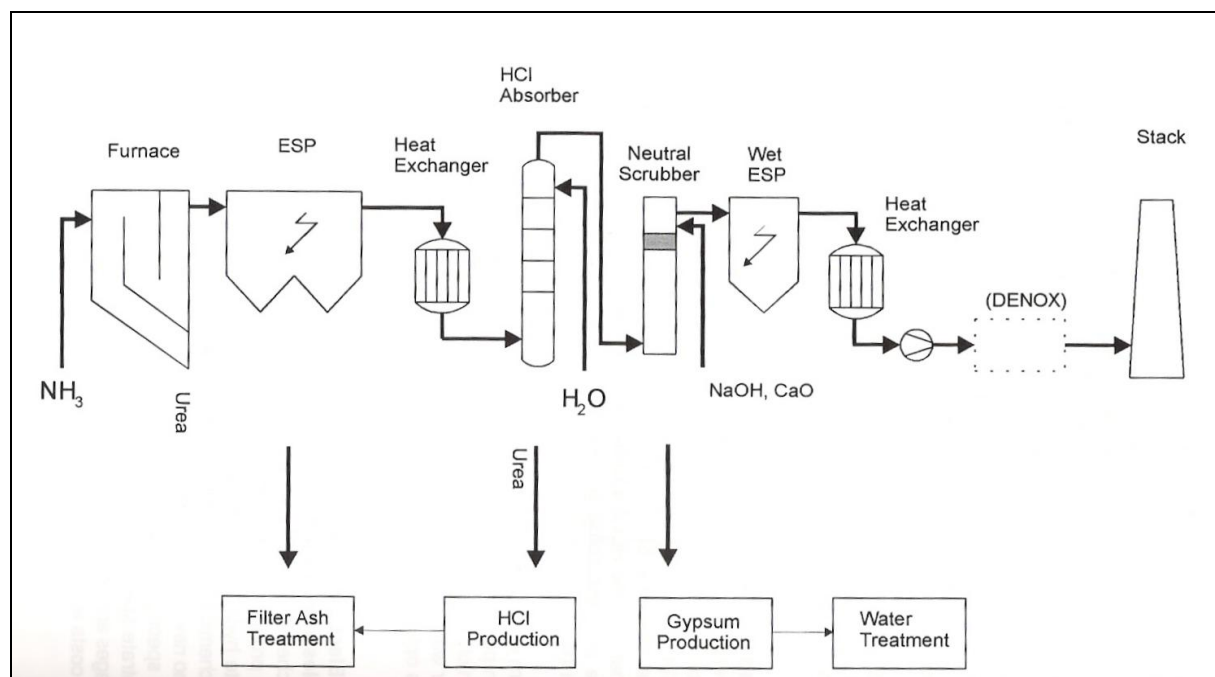 HCl
Absorber
Furnace
ESP
Heat
Exchanger
Neutral
Scrubber
Wet
ESP
Heat
Exchanger
Stack
(DENOX)
NH₃
Urea
H₂O
NaOH, CaO
Urea
Filter Ash
Treatment
HCl
Production
Gypsum
Production
Water
Treatment